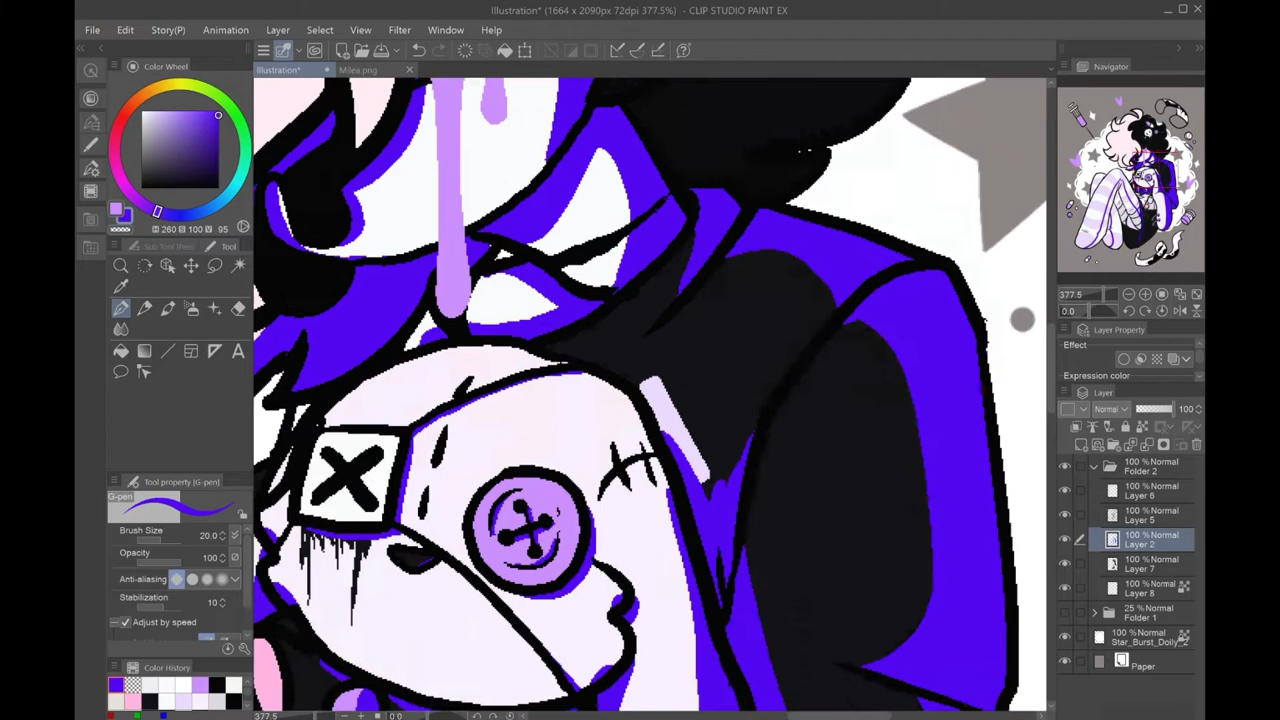 Illustration* (1664 x 2090px 72dpi 377.5%) - CLIP STUDIO PAINT EX
File Edit Story(P) Animation Layer Select View Filter Window Help
Illustration* Milea.png
Color Wheel
H 260 S 100 V 95
Sub Tool [Pen] Tool
Tool property [G-pen]
G-pen
Brush Size 20.0
Opacity 100
Anti-aliasing
Stabilization 10
Adjust by speed
Color History
377.5 0.0
Navigator
377.5
0.0
Layer Property
Effect
Expression color
Layer
Normal 100
100 % Normal
Folder 2
100 % Normal
Layer 6
100 % Normal
Layer 5
100 % Normal
Layer 2
100 % Normal
Layer 7
100 % Normal
Layer 8
25 % Normal
Folder 1
100 % Normal
Star_Burst_Doily
Paper